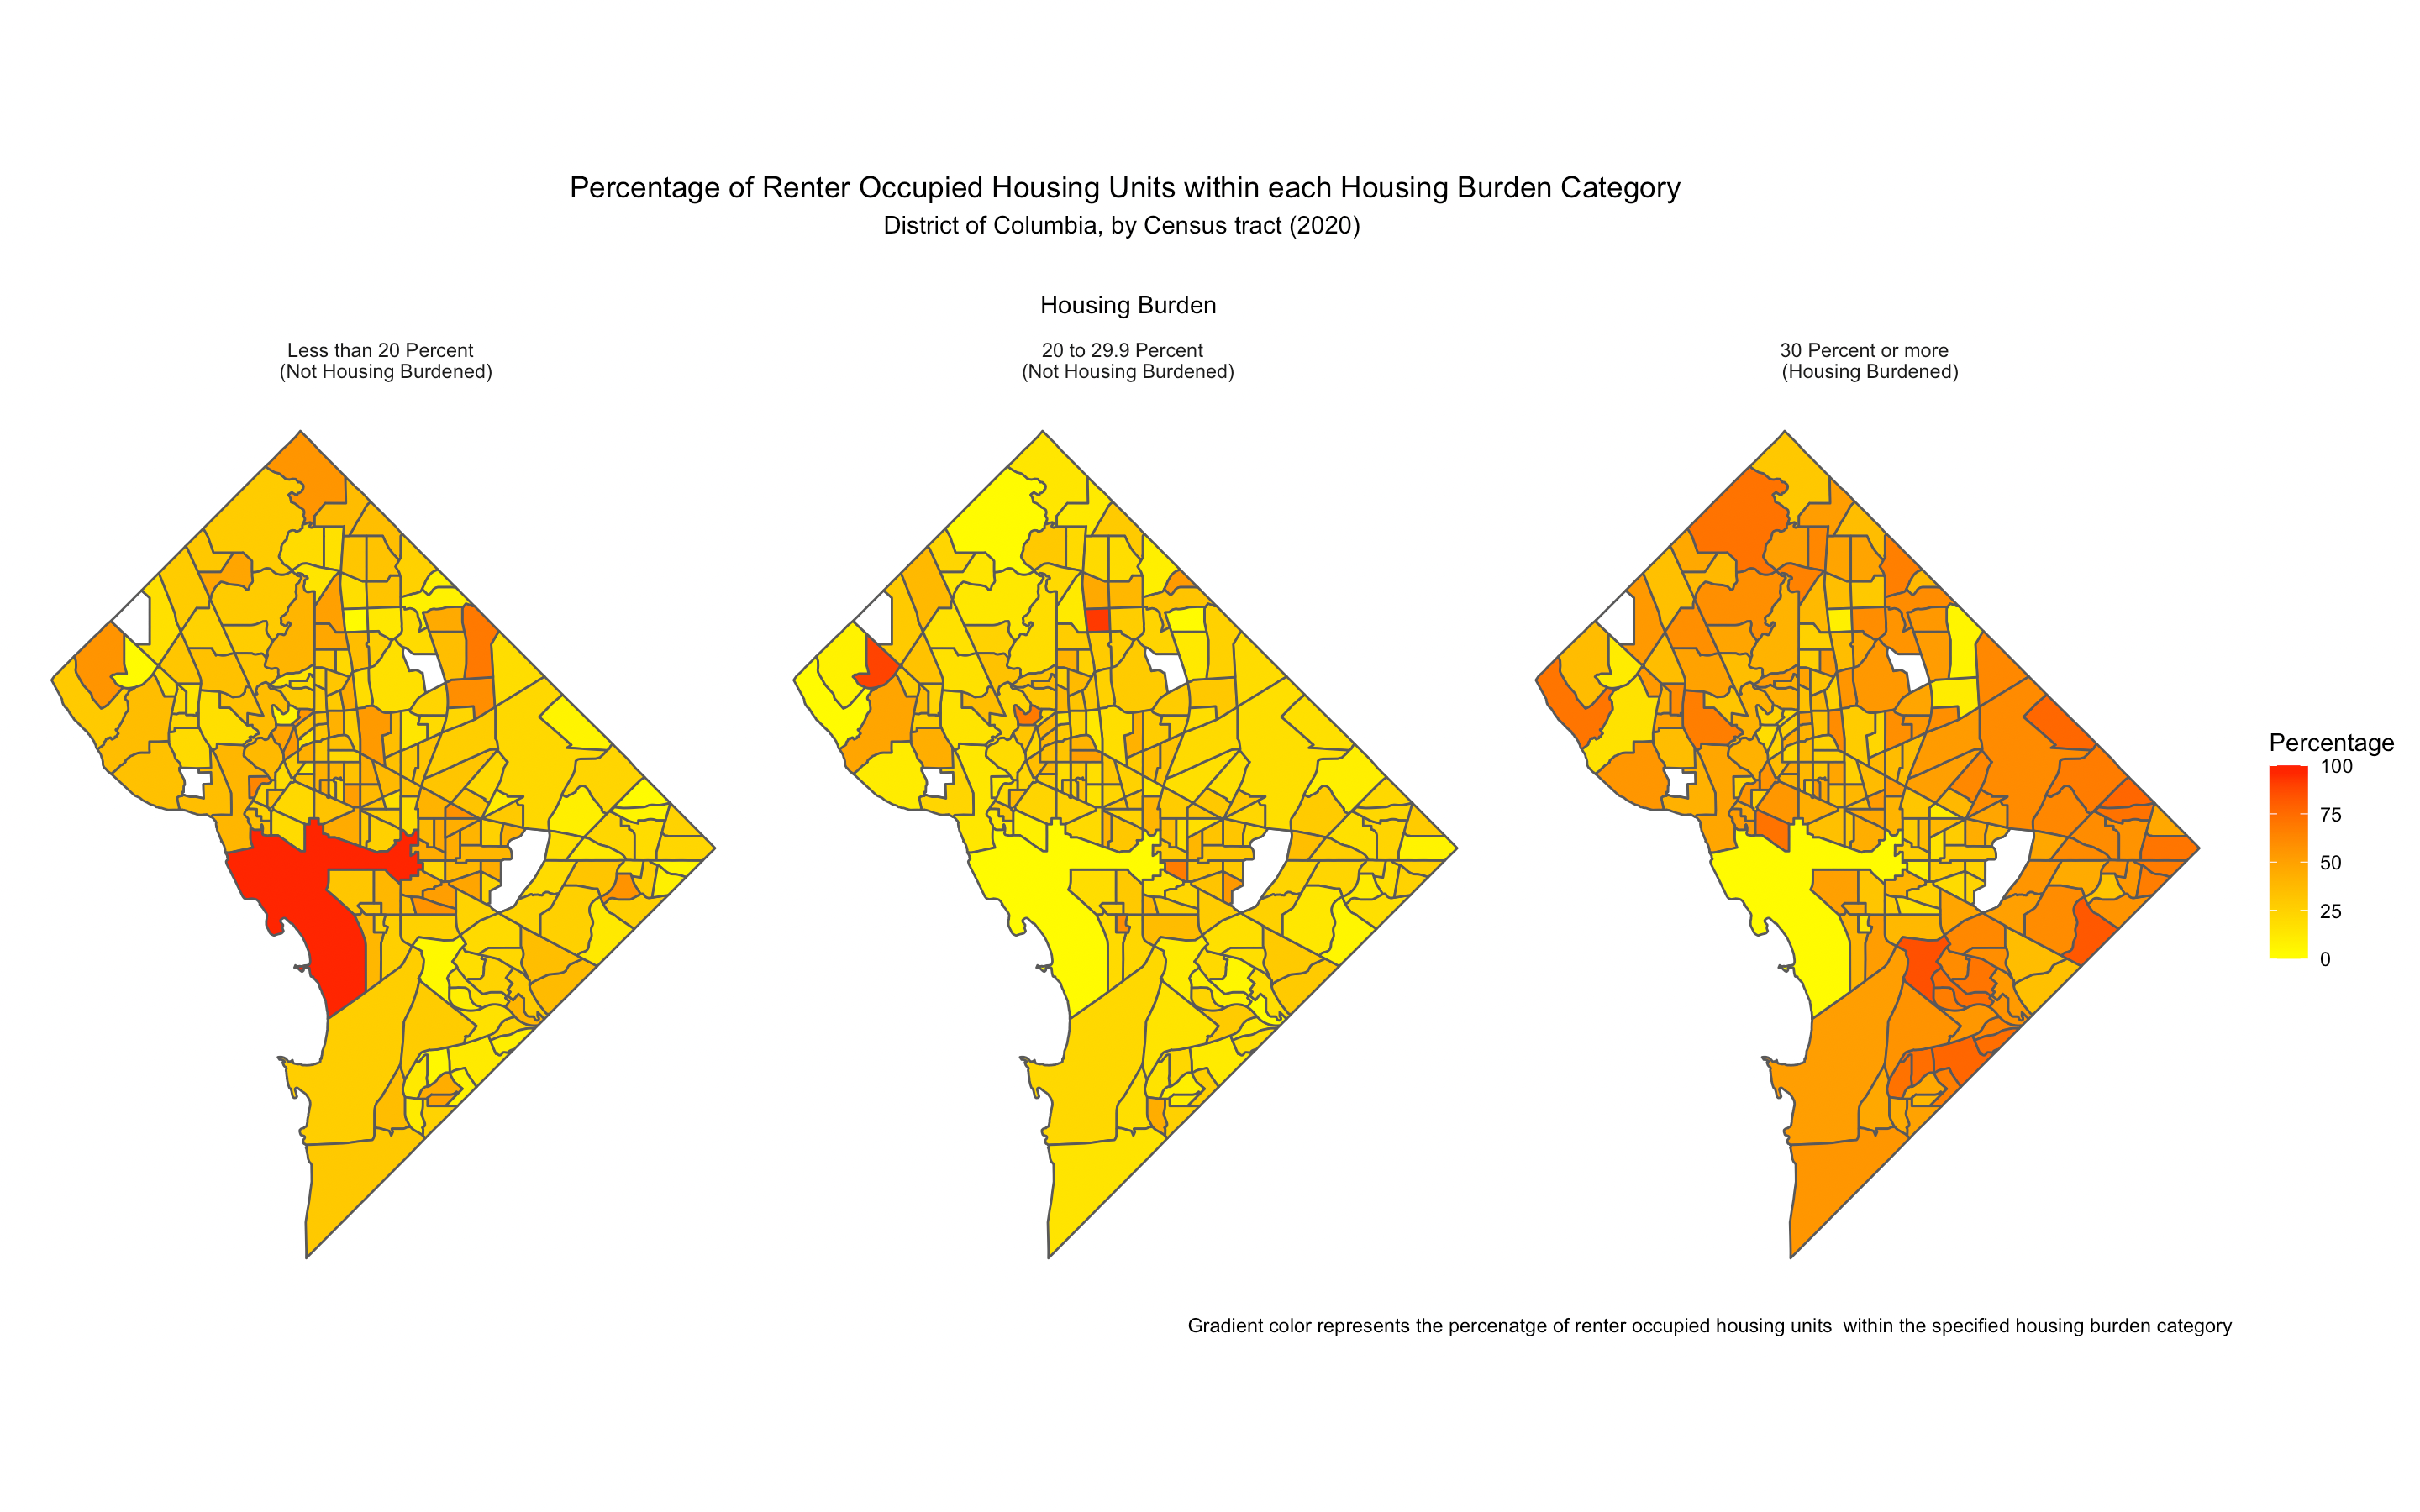 Percentage of Renter Occupied Housing Units within each Housing Burden Category
District of Columbia, by Census tract (2020)
Housing Burden
Less than 20 Percent
(Not Housing Burdened)
20 to 29.9 Percent
(Not Housing Burdened)
30 Percent or more
(Housing Burdened)
Percentage
100
75
50
25
0
Gradient color represents the percenatge of renter occupied housing units  within the specified housing burden category